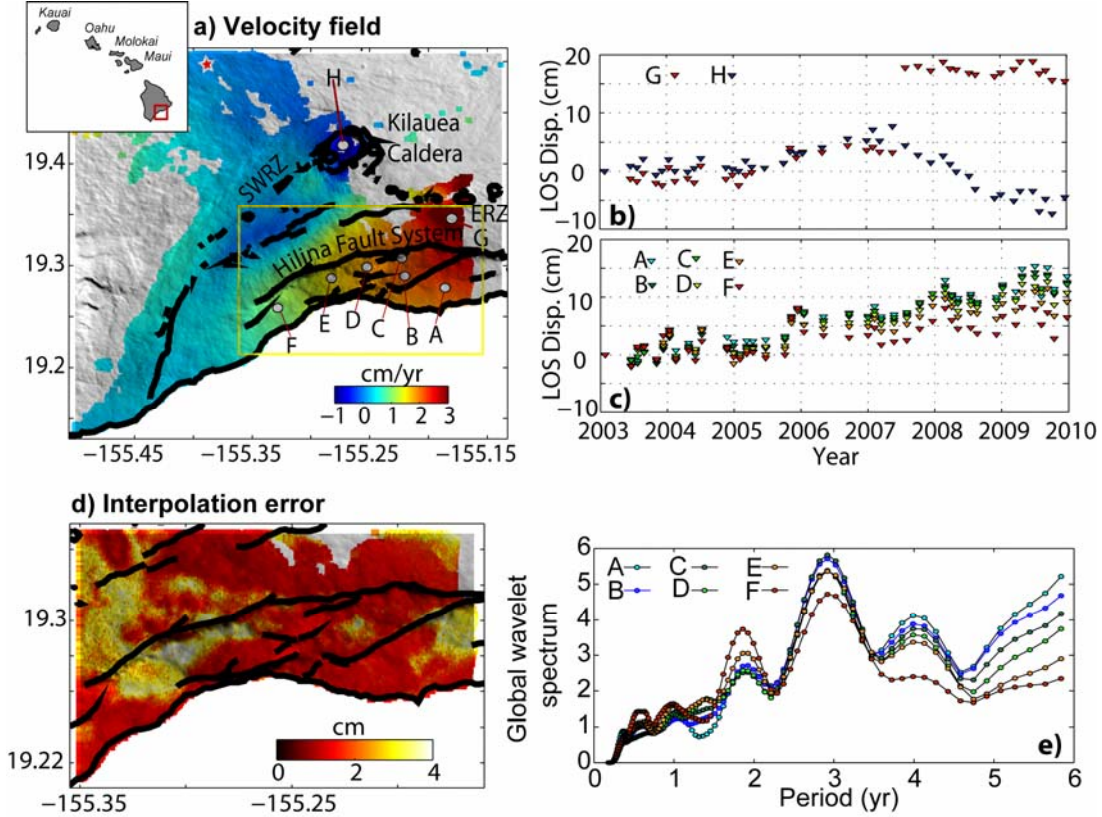 Kauai
Oahu
Molokai
Maui
a) Velocity field
H
Kilauea
Caldera
SWRZ
ERZ
G
Hilina Fault System
F
E
D
C
B
A
cm/yr
−1 0 1 2 3
19.4
19.3
19.2
−155.45
−155.35
−155.25
−155.15
LOS Disp. (cm)
20
10
0
−10
G
H
b)
LOS Disp. (cm)
20
10
0
−10
A
C
E
B
D
F
c)
2003 2004 2005 2006 2007 2008 2009 2010
Year
d) Interpolation error
19.3
19.22
cm
0 2 4
−155.35
−155.25
Global wavelet
spectrum
6
5
4
3
2
1
0
A
C
E
B
D
F
e)
0 1 2 3 4 5 6
Period (yr)